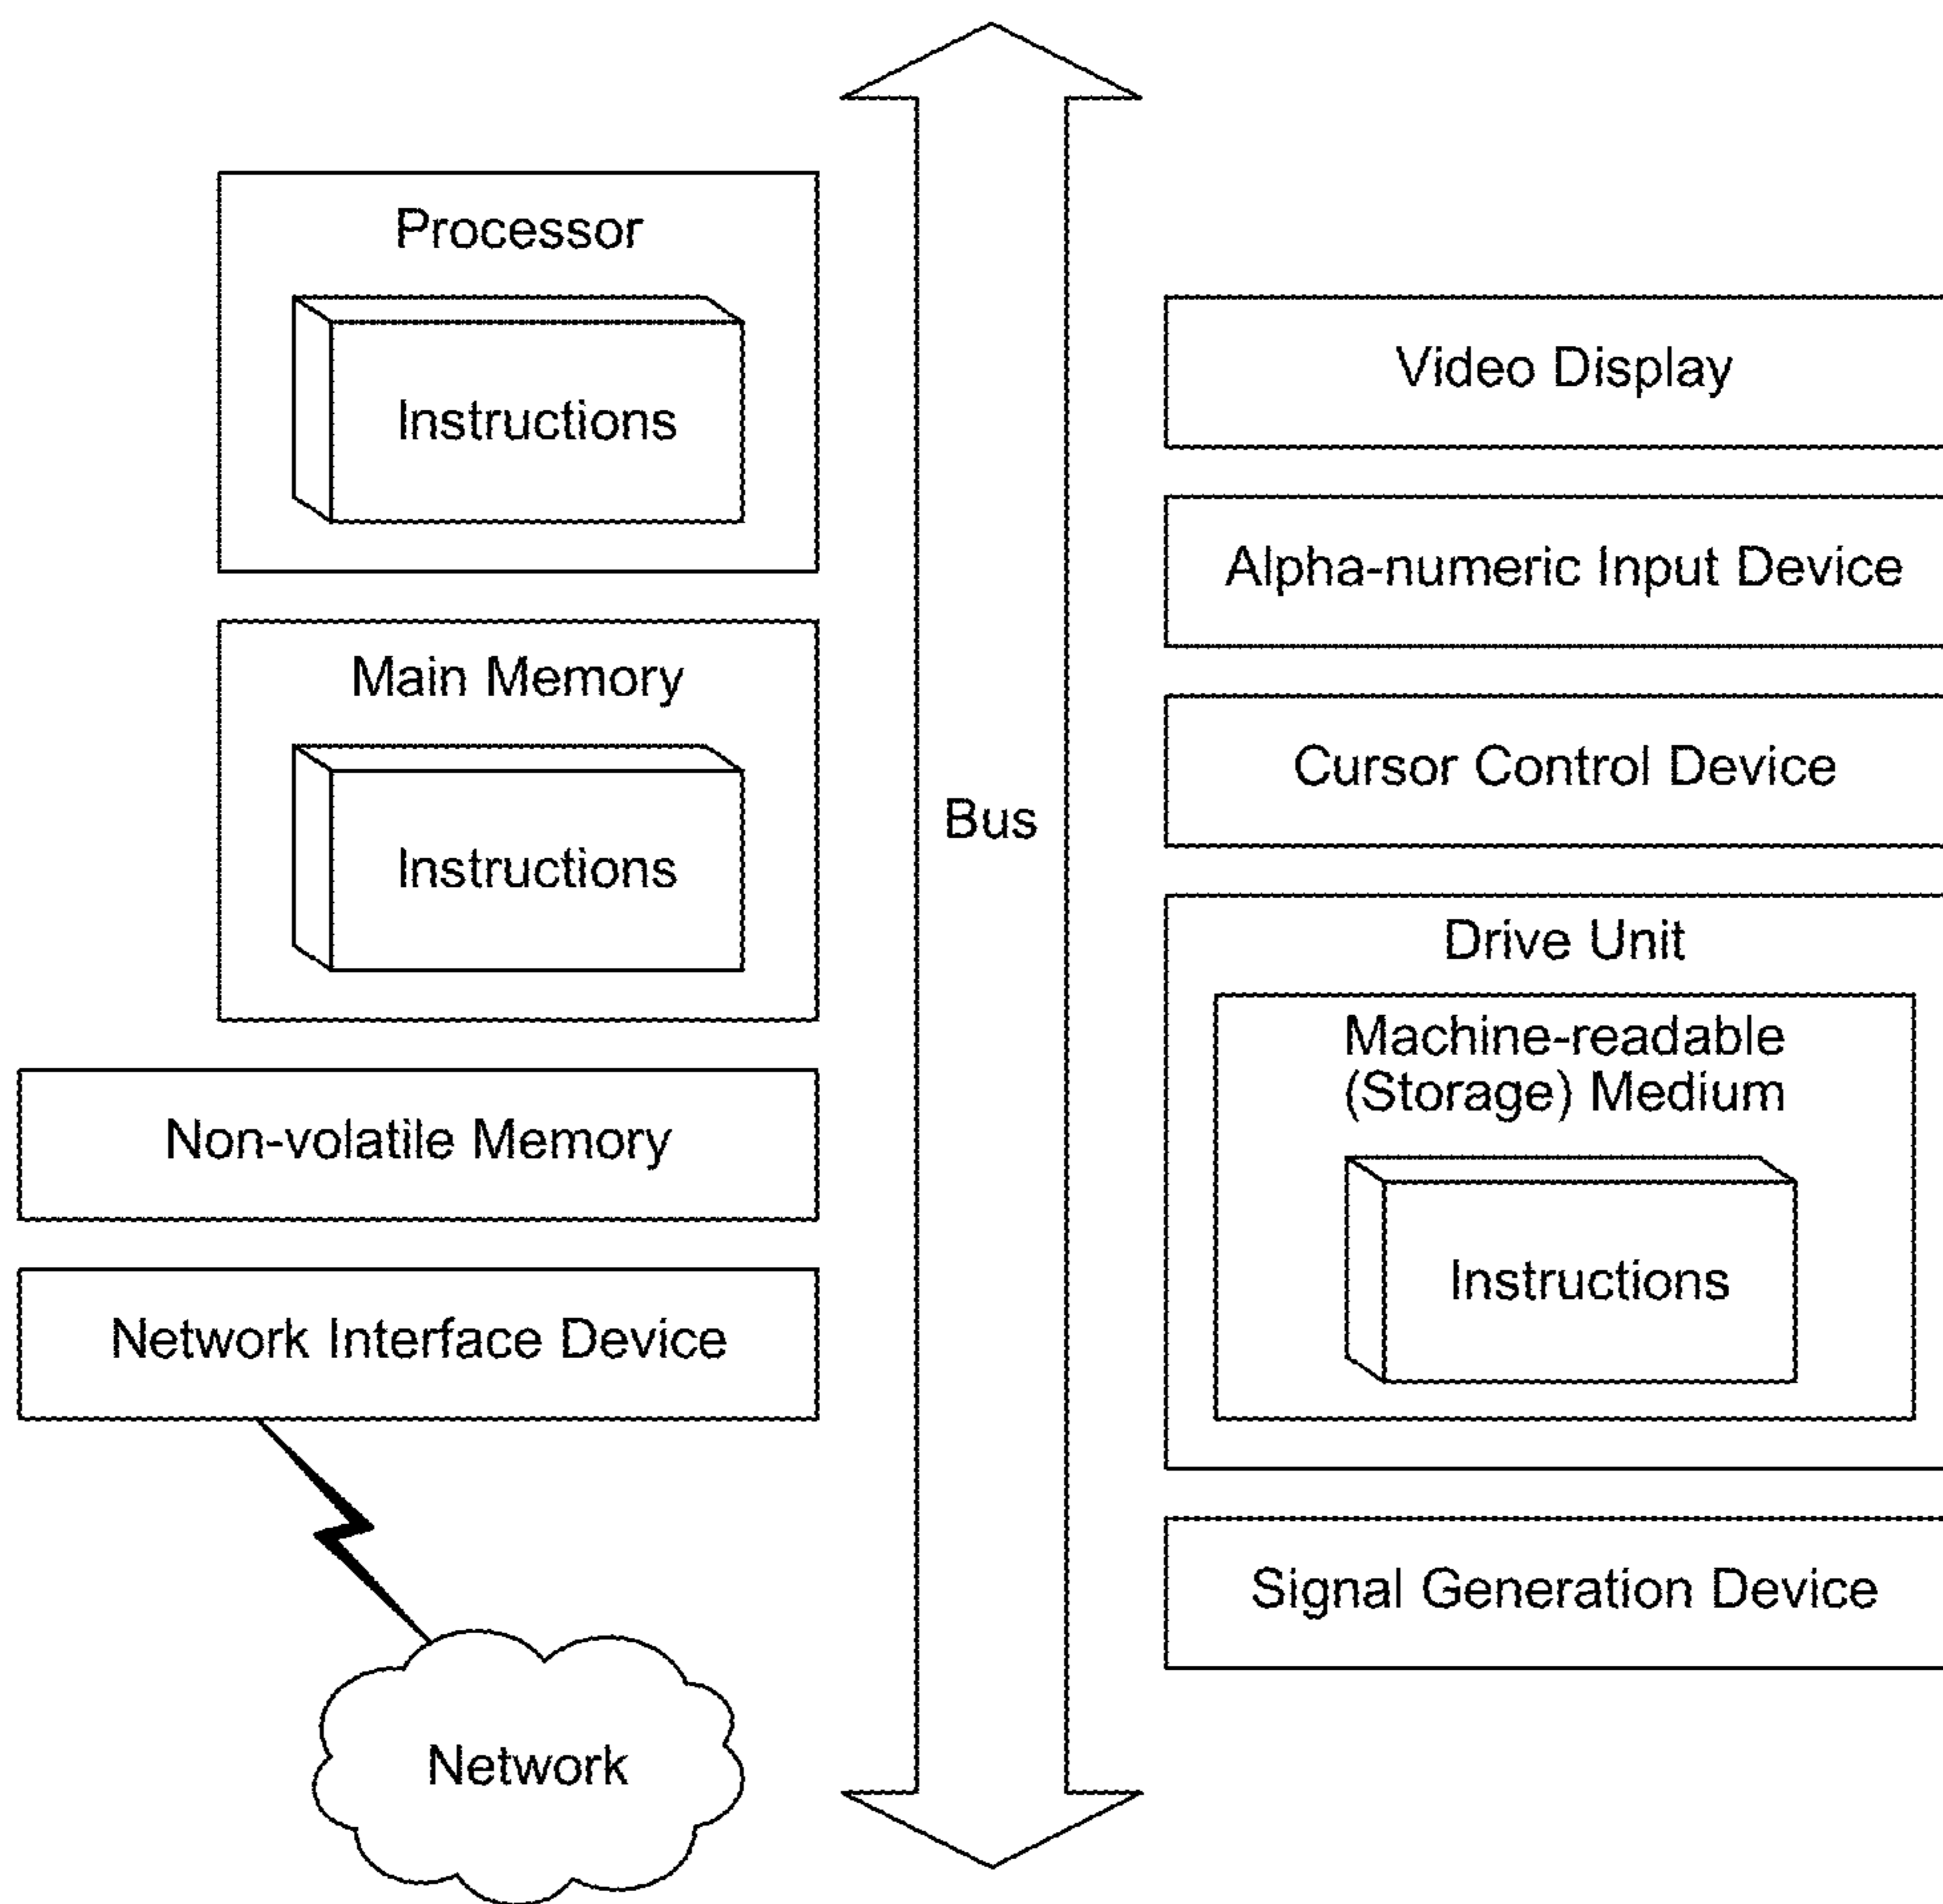 Processor
Instructions
Main Memory
Instructions
Non-volatile Memory
Network Interface Device
Network
Bus
Video Display
Alpha-numeric Input Device
Cursor Control Device
Drive Unit
Machine-readable
(Storage) Medium
Instructions
Signal Generation Device